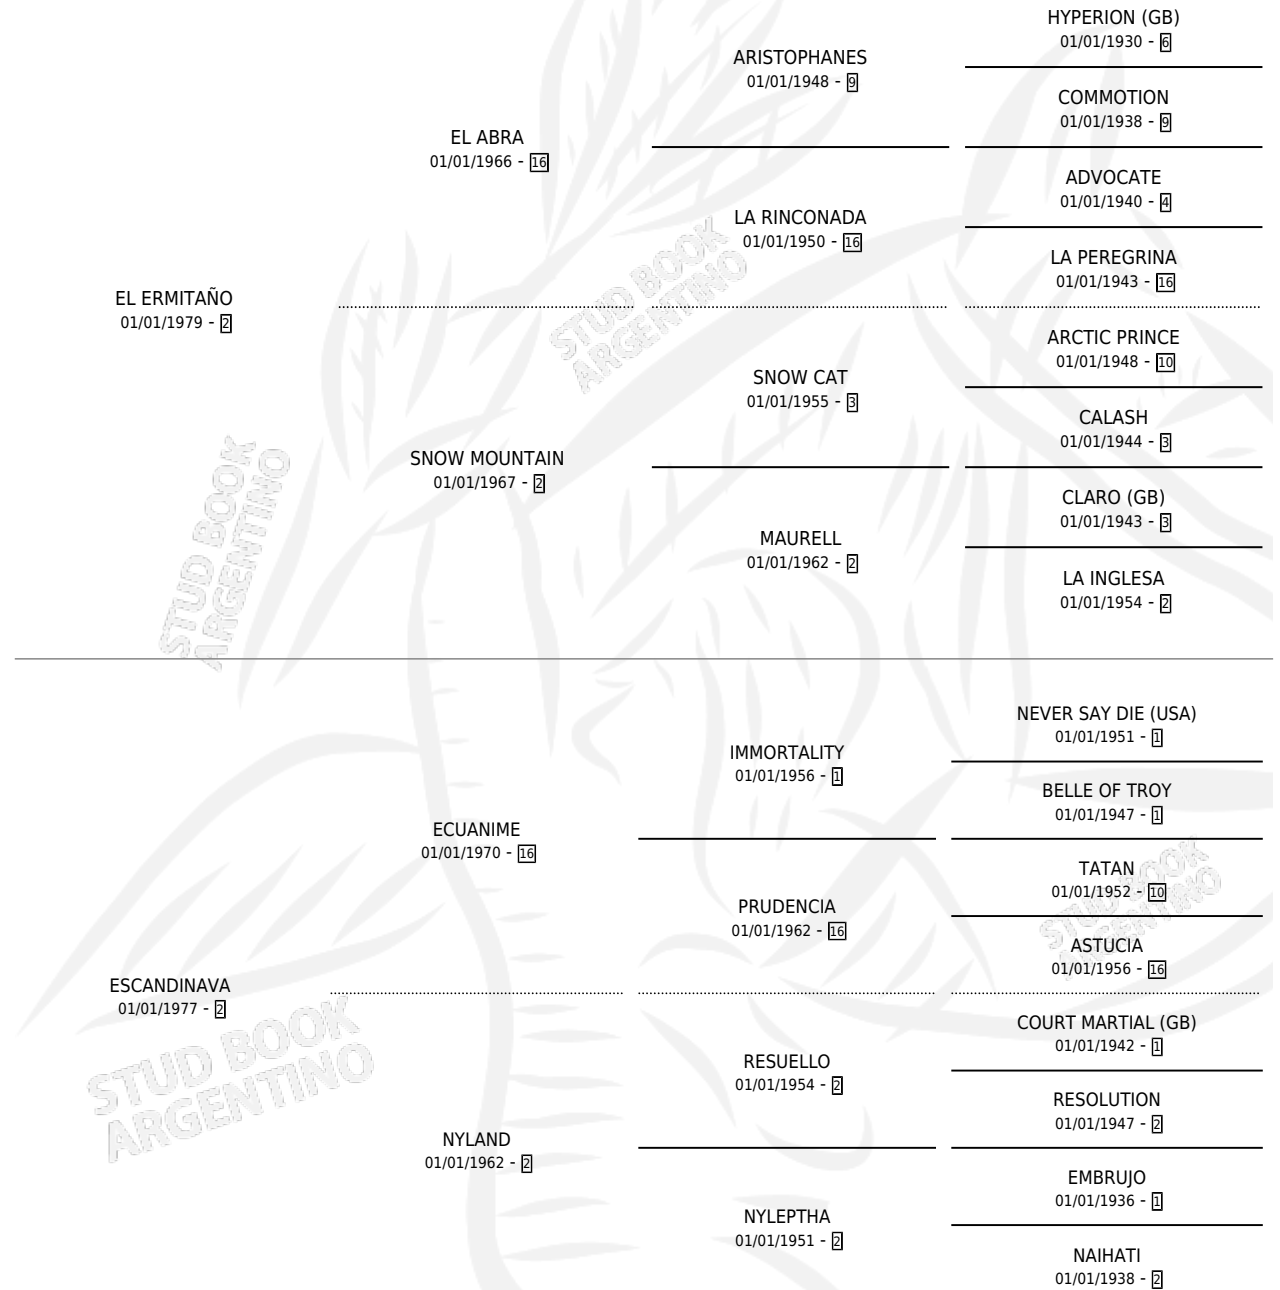 HYPERION (GB)
01/01/1930 - 6
ARISTOPHANES
01/01/1948 - 9
COMMOTION
01/01/1938 - 9
EL ABRA
01/01/1966 - 16
ADVOCATE
01/01/1940 - 4
LA RINCONADA
01/01/1950 - 16
LA PEREGRINA
01/01/1943 - 16
EL ERMITAÑO
01/01/1979 - 2
STUD BOOK
ARGENTINO
ARCTIC PRINCE
01/01/1948 - 10
SNOW CAT
01/01/1955 - 3
CALASH
01/01/1944 - 3
SNOW MOUNTAIN
01/01/1967 - 2
CLARO (GB)
01/01/1943 - 3
MAURELL
01/01/1962 - 2
LA INGLESA
01/01/1954 - 2
STUD BOOK
ARGENTINO
NEVER SAY DIE (USA)
01/01/1951 - 1
IMMORTALITY
01/01/1956 - 1
BELLE OF TROY
01/01/1947 - 1
ECUANIME
01/01/1970 - 16
TATAN
01/01/1952 - 10
PRUDENCIA
01/01/1962 - 16
ASTUCIA
01/01/1956 - 16
STUD BOOK
ARGENTINO
ESCANDINAVA
01/01/1977 - 2
COURT MARTIAL (GB)
01/01/1942 - 1
RESUELLO
01/01/1954 - 2
RESOLUTION
01/01/1947 - 2
STUD BOOK
ARGENTINO
NYLAND
01/01/1962 - 2
EMBRUJO
01/01/1936 - 1
NYLEPTHA
01/01/1951 - 2
NAIHATI
01/01/1938 - 2